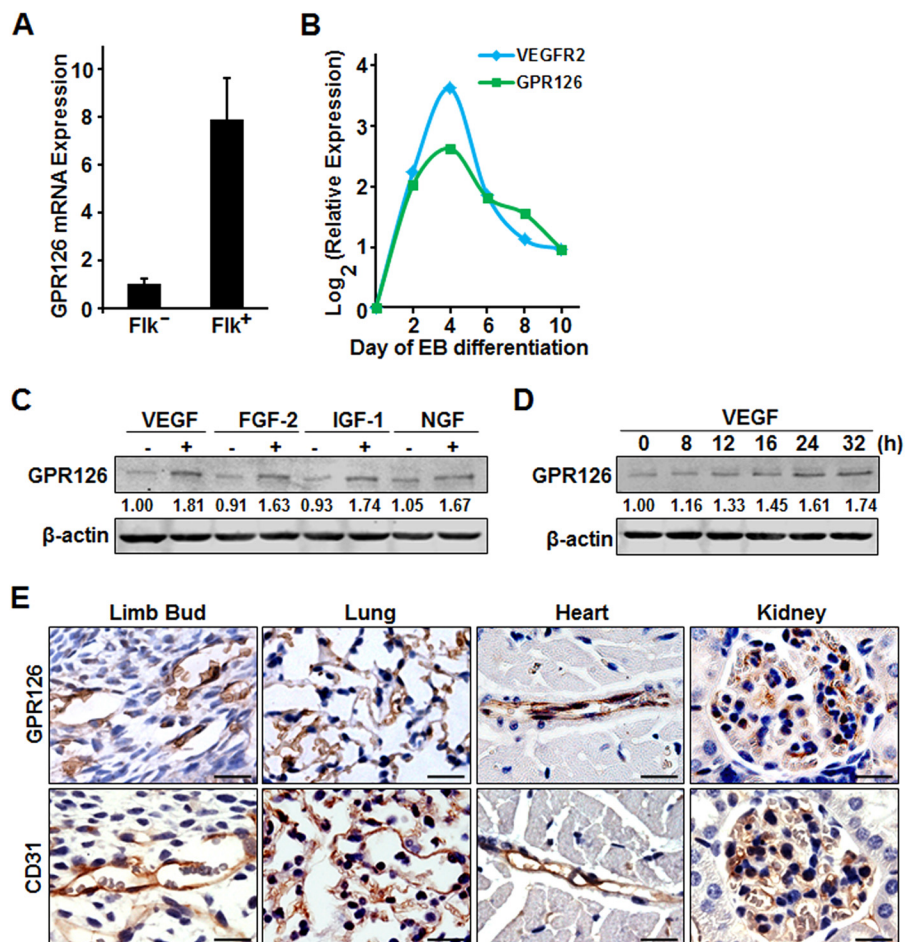 A
GPR126 mRNA Expression
10
8
6
4
2
0
Flk⁻
Flk⁺
B
Log₂ (Relative Expression)
4
3
2
1
0
VEGFR2
GPR126
2 4 6 8 10
Day of EB differentiation
C
VEGF FGF-2 IGF-1 NGF
- + - + - + - +
GPR126
1.00 1.81 0.91 1.63 0.93 1.74 1.05 1.67
β-actin
D
VEGF
0 8 12 16 24 32 (h)
GPR126
1.00 1.16 1.33 1.45 1.61 1.74
β-actin
E
Limb Bud Lung Heart Kidney
GPR126
CD31